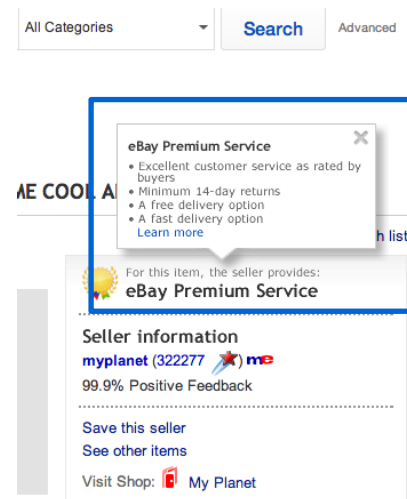 All Categories Search Advanced
eBay Premium Service
• Excellent customer service as rated by
buyers
• Minimum 14-day returns
• A free delivery option
• A fast delivery option
Learn more
COOL
list
For this item, the seller provides:
eBay Premium Service
Seller information
myplanet (322277 ) me
99.9% Positive Feedback
Save this seller
See other items
Visit Shop: My Planet